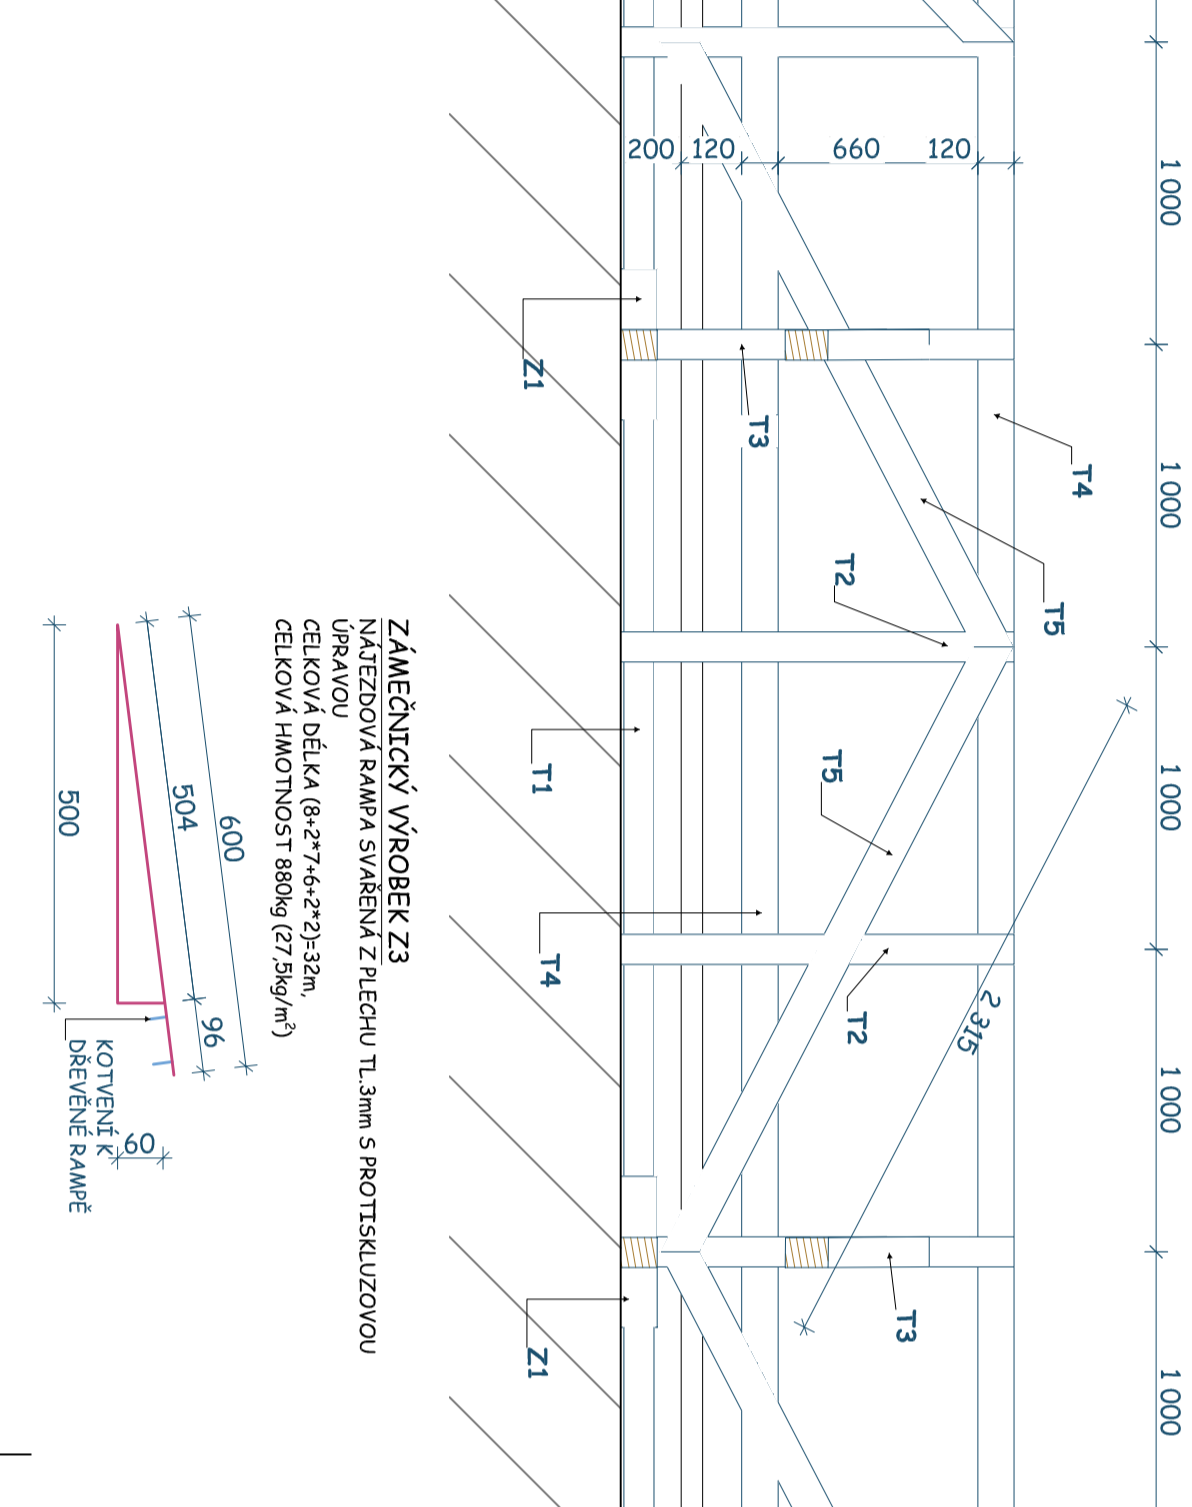 1 000
1 000
1 000
1 000
1 000
200
120
660
120
Z1
T3
T4
T5
T2
T5
T1
T4
T2
2 315
T3
Z1
ZÁMEČNICKÝ VÝROBEK Z3
NÁJEZDOVÁ RAMPA SVAŘENÁ Z PLECHU TL.3mm S PROTISKLUZOVOU
ÚPRAVOU
CELKOVÁ DÉLKA (8+2*7+6+2*2)=32m,
CELKOVÁ HMOTNOST 880kg (27,5kg/m²)
600
504
96
500
60
KOTVENÍ K
DŘEVĚNÉ RAMPĚ